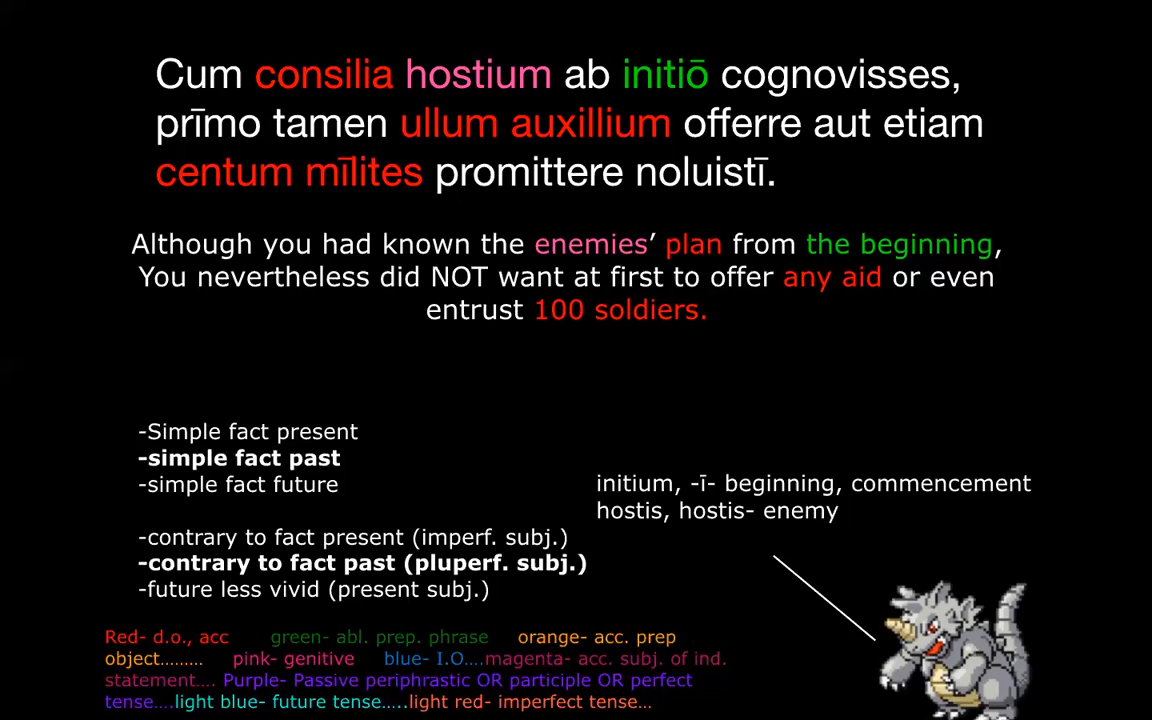 Cum consilia hostium ab initiō cognovisses,
prīmo tamen ullum auxillium offerre aut etiam
centum mīlites promittere noluistī.
Although you had known the enemies’ plan from the beginning,
You nevertheless did NOT want at first to offer any aid or even
entrust 100 soldiers.
-Simple fact present
-simple fact past
-simple fact future
-contrary to fact present (imperf. subj.)
-contrary to fact past (pluperf. subj.)
-future less vivid (present subj.)
initium, -ī- beginning, commencement
hostis, hostis- enemy
Red- d.o., acc green- abl. prep. phrase orange- acc. prep
object……… pink- genitive blue- I.O….magenta- acc. subj. of ind.
statement…. Purple- Passive periphrastic OR participle OR perfect
tense….light blue- future tense…..light red- imperfect tense…